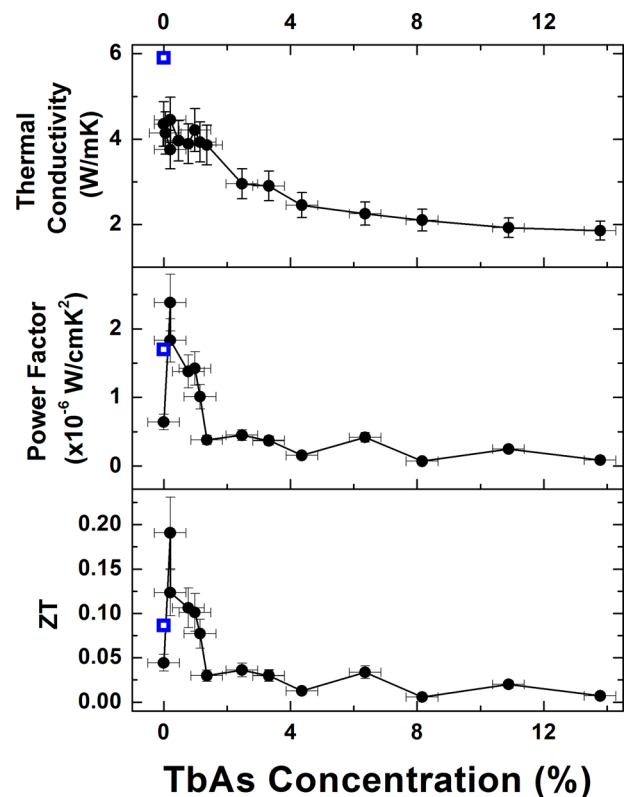 0 4 8 12
Thermal
Conductivity
(W/mK)
6
4
2
Power Factor
(x10-6 W/cmK2)
2
1
0
ZT
0.20
0.15
0.10
0.05
0.00
0 4 8 12
TbAs Concentration (%)